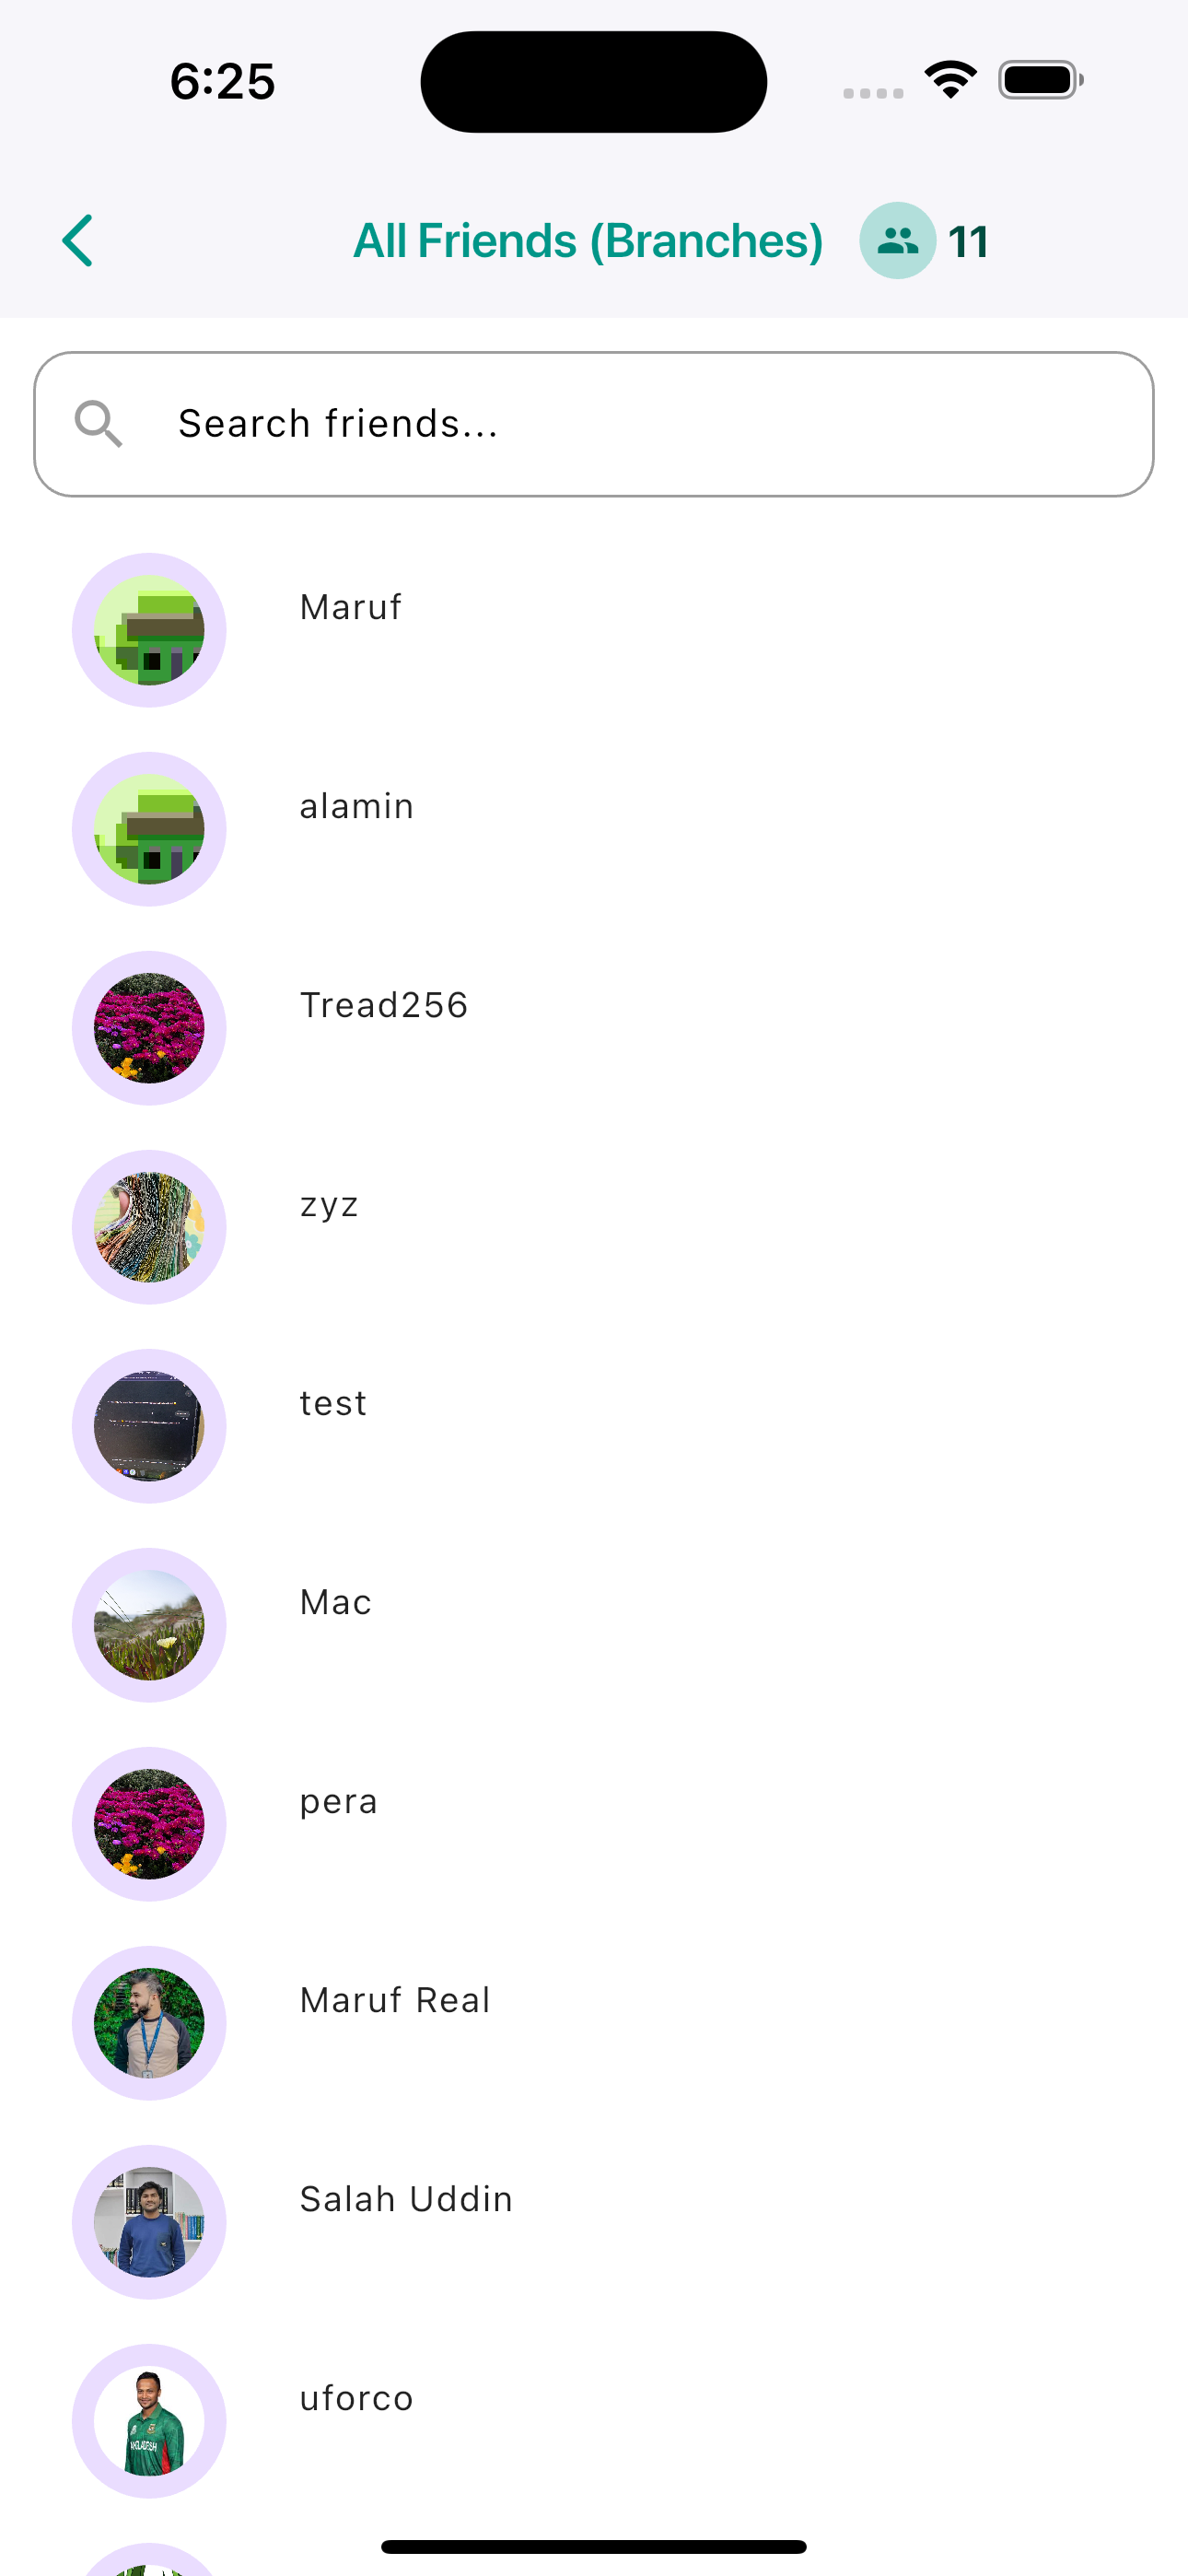 6:25
All Friends (Branches) 11
Search friends...
Maruf
alamin
Tread256
zyz
test
Mac
pera
Maruf Real
Salah Uddin
uforco